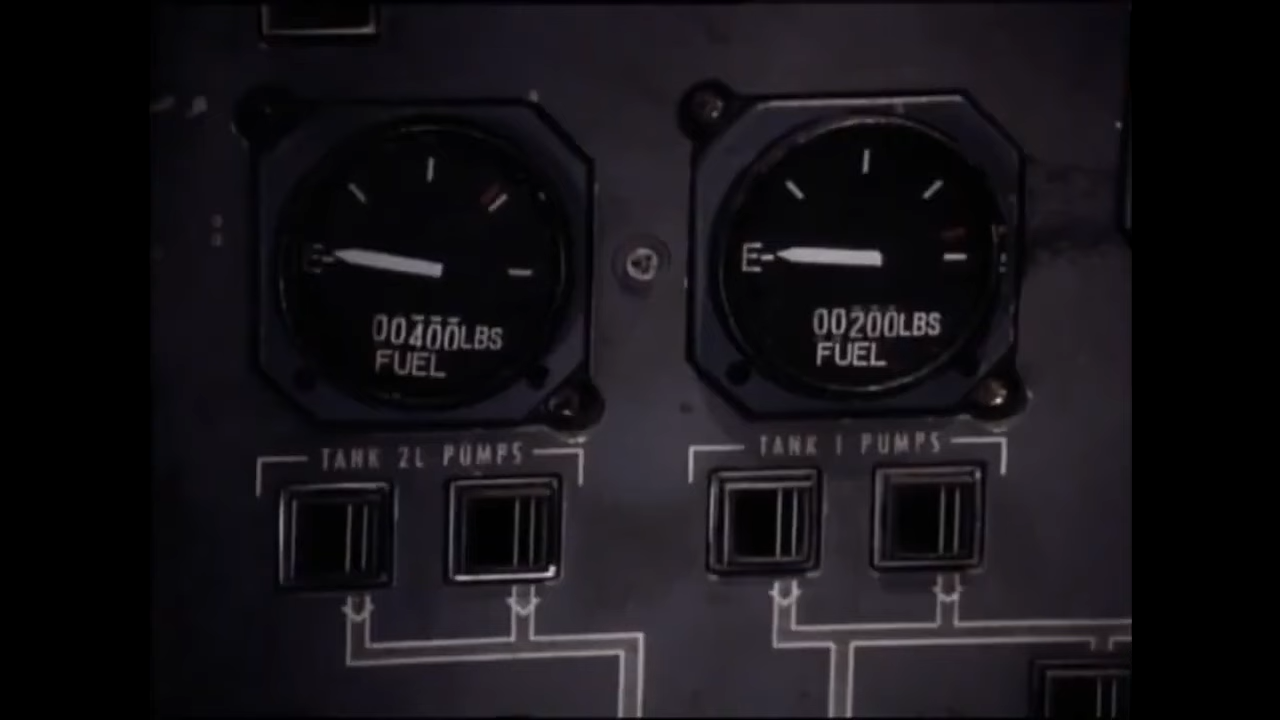 E
00400LBS
FUEL
E
00200LBS
FUEL
TANK 2L PUMPS
TANK 1 PUMPS